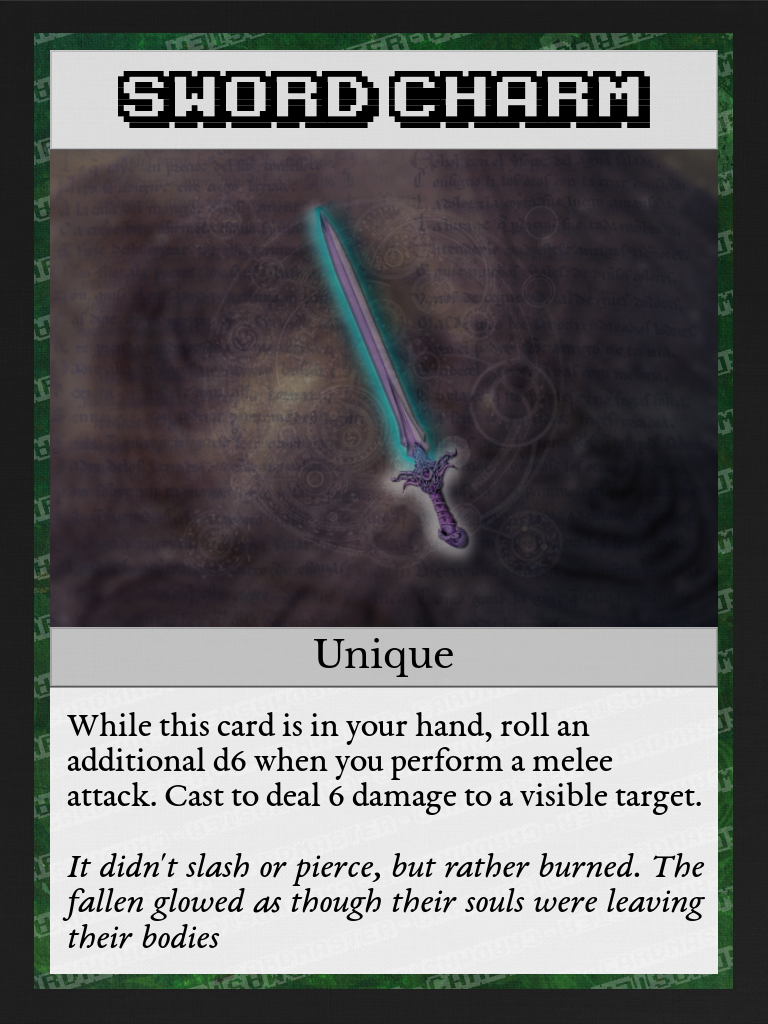 SWORD CHARM
Unique
While this card is in your hand, roll an
additional d6 when you perform a melee
attack. Cast to deal 6 damage to a visible target.
It didn't slash or pierce, but rather burned. The
fallen glowed as though their souls were leaving
their bodies